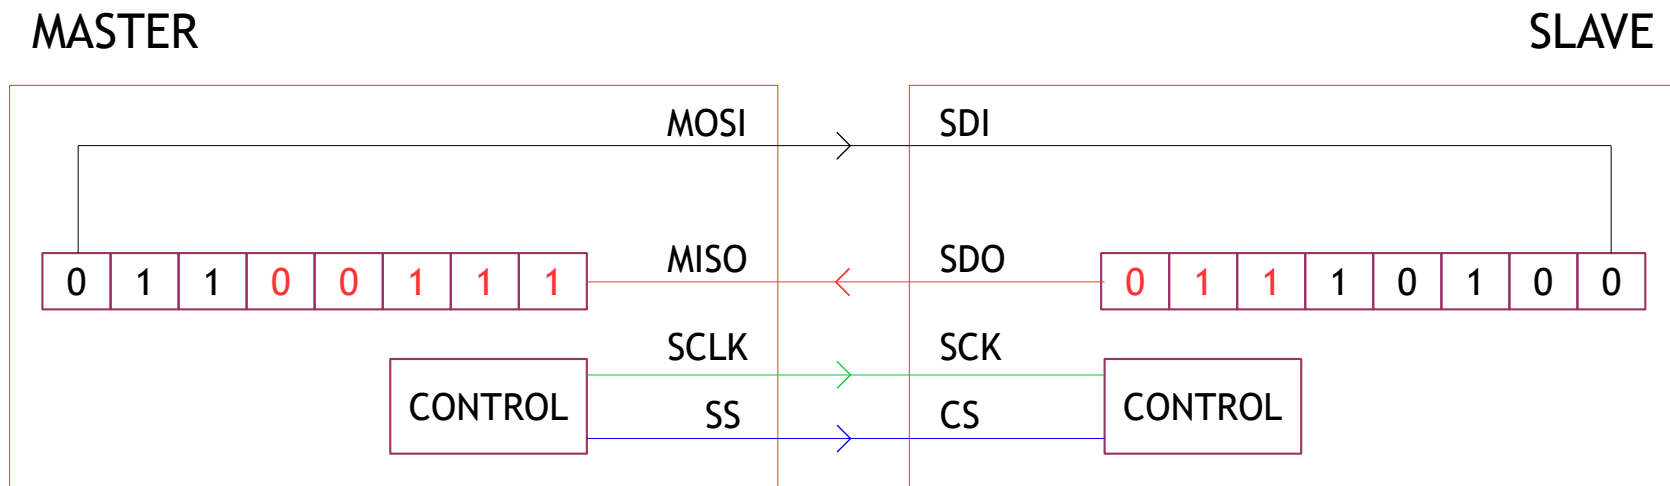 MASTER SLAVE
MOSI SDI
MISO SDO
0 1 1 0 0 1 1 1 0 1 1 1 0 1 0 0
SCLK SCK
CONTROL CONTROL
SS CS